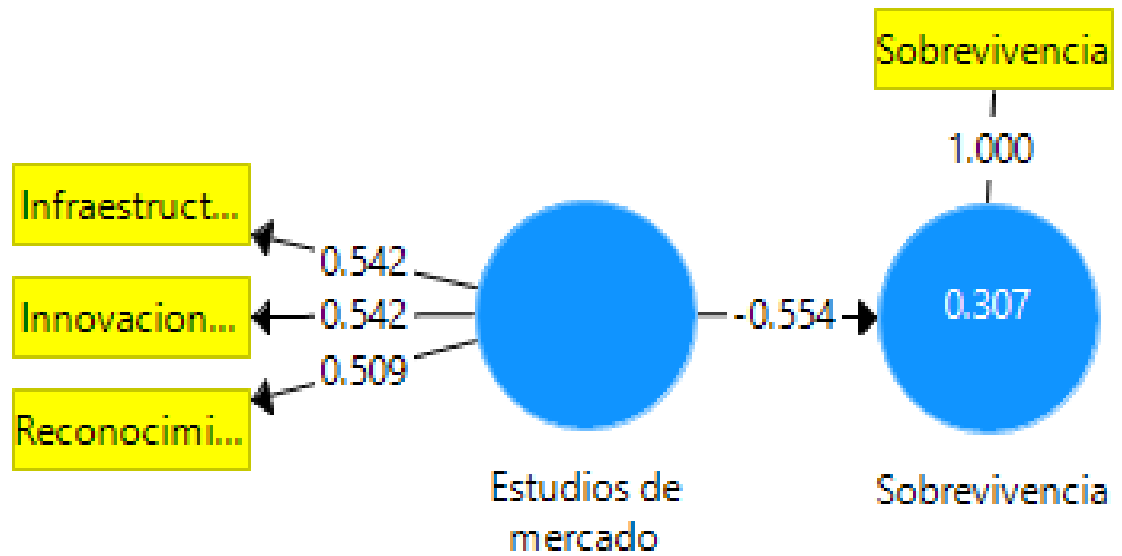 Sobrevivencia
1.000
Infraestruct...
0.542
Innovacion...
0.542
-0.554
0.307
0.509
Reconocimi...
Estudios de
mercado
Sobrevivencia